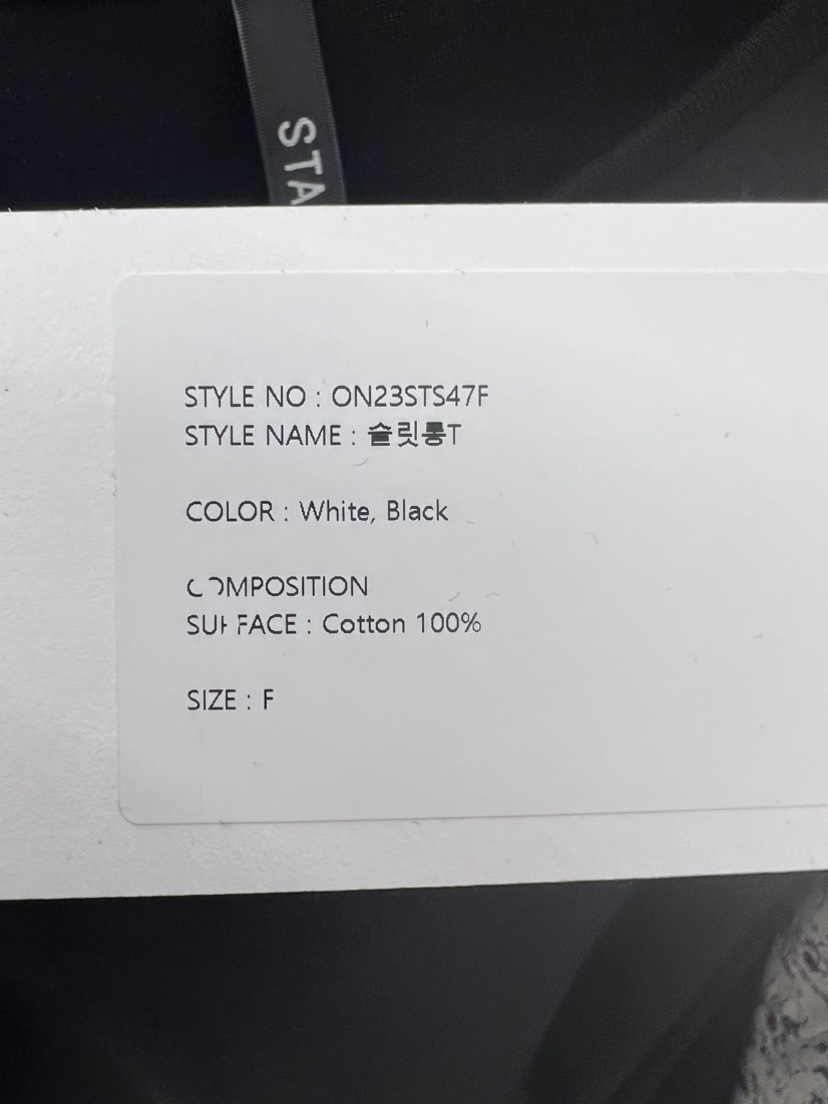 STA
STYLE NO : ON23STS47F
STYLE NAME : 슬릿롱T
COLOR : White, Black
COMPOSITION
SURFACE : Cotton 100%
SIZE : F